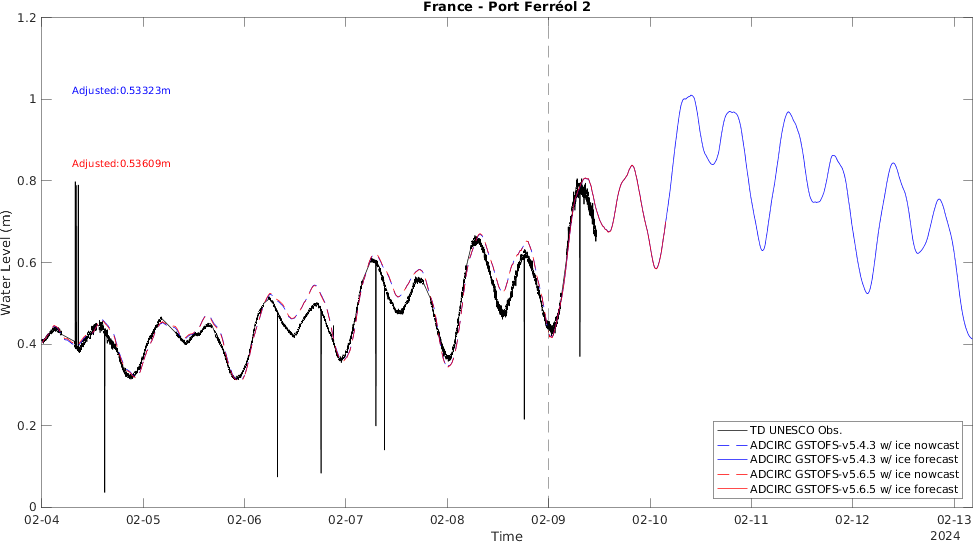 France - Port Ferréol 2
1.2
1
0.8
0.6
0.4
0.2
0
Water Level (m)
Adjusted:0.53323m
Adjusted:0.53609m
TD UNESCO Obs.
ADCIRC GSTOFS-v5.4.3 w/ ice nowcast
ADCIRC GSTOFS-v5.4.3 w/ ice forecast
ADCIRC GSTOFS-v5.6.5 w/ ice nowcast
ADCIRC GSTOFS-v5.6.5 w/ ice forecast
02-04 02-05 02-06 02-07 02-08 02-09 02-10 02-11 02-12 02-13
Time
2024